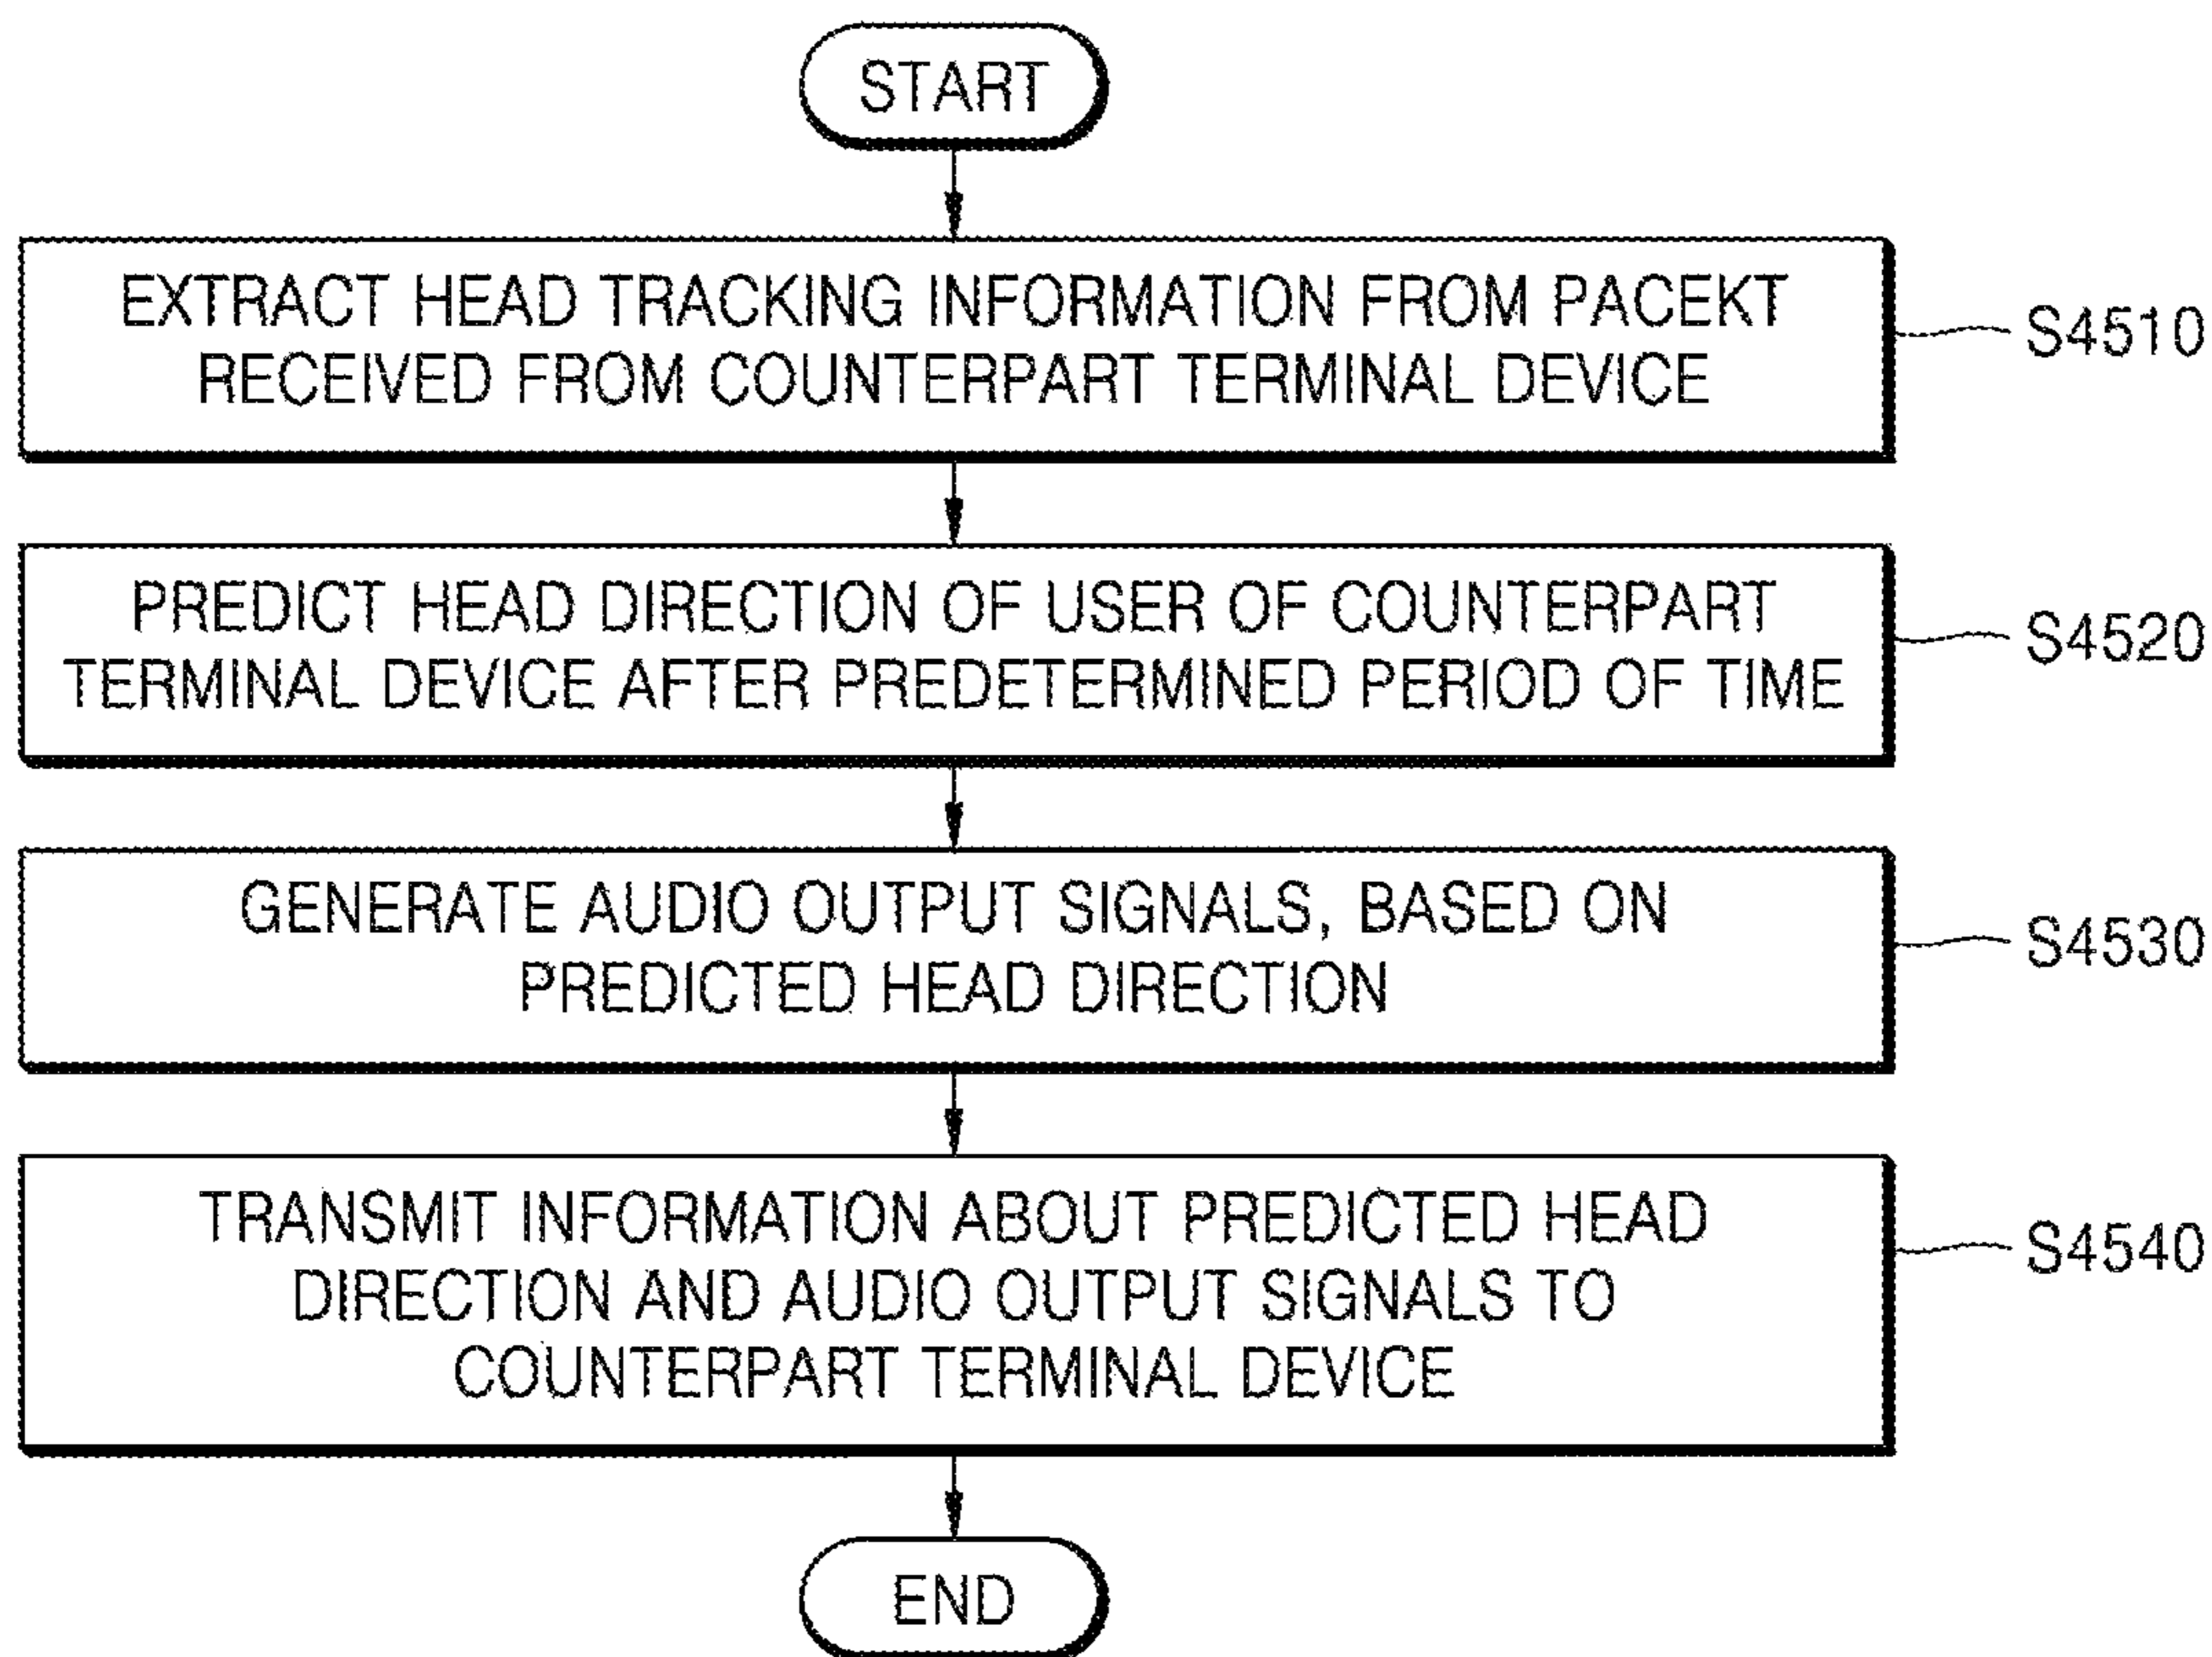 START
EXTRACT HEAD TRACKING INFORMATION FROM PACEKT
RECEIVED FROM COUNTERPART TERMINAL DEVICE
S4510
PREDICT HEAD DIRECTION OF USER OF COUNTERPART
TERMINAL DEVICE AFTER PREDETERMINED PERIOD OF TIME
S4520
GENERATE AUDIO OUTPUT SIGNALS, BASED ON
PREDICTED HEAD DIRECTION
S4530
TRANSMIT INFORMATION ABOUT PREDICTED HEAD
DIRECTION AND AUDIO OUTPUT SIGNALS TO
COUNTERPART TERMINAL DEVICE
S4540
END